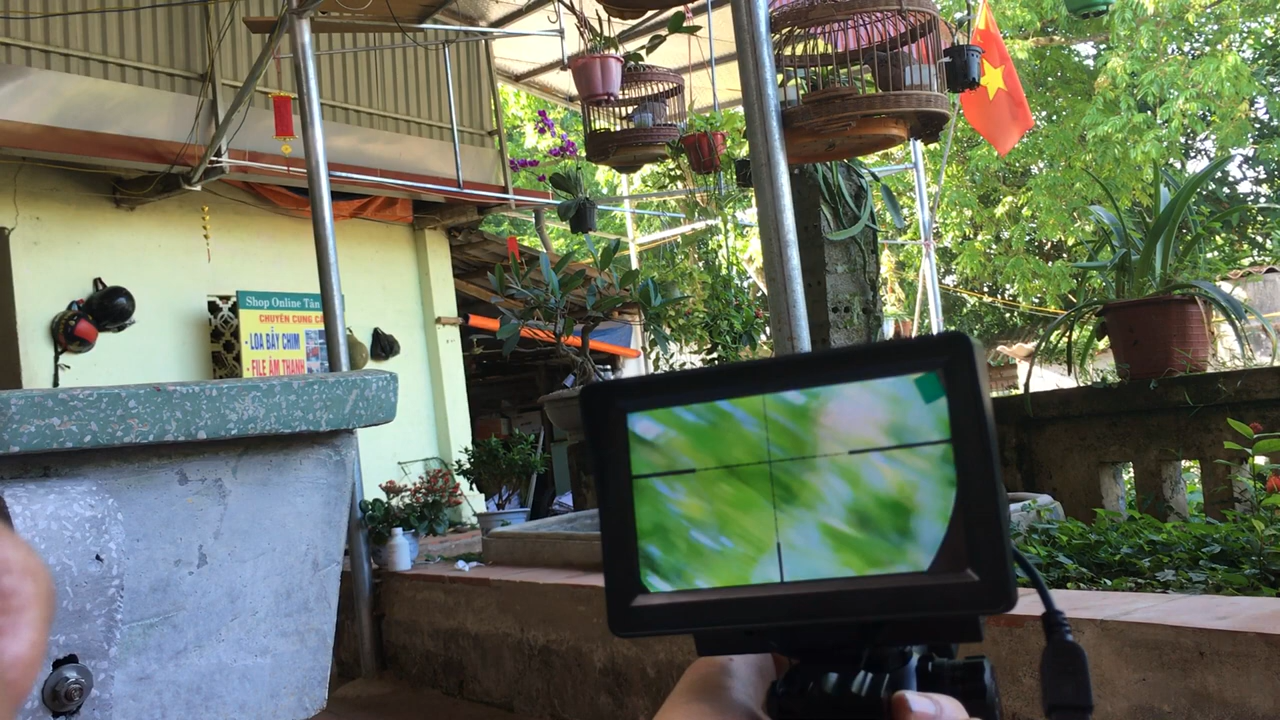 Shop Online Tân
CHUYÊN CUNG CẤ
- LOA BẪY CHIM
- FILE ÂM THANH